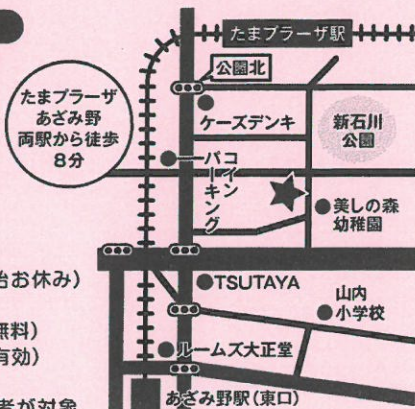 たまプラーザ駅
公園北
たまプラーザ
あざみ野
両駅から徒歩
8分
ケーズデンキ
新石川
公園
コイン
パーキング
美しの森
幼稚園
始お休み）
TSUTAYA
山内
小学校
無料）
有効）
ルームズ大正堂
あざみ野駅（東口）
者が対象